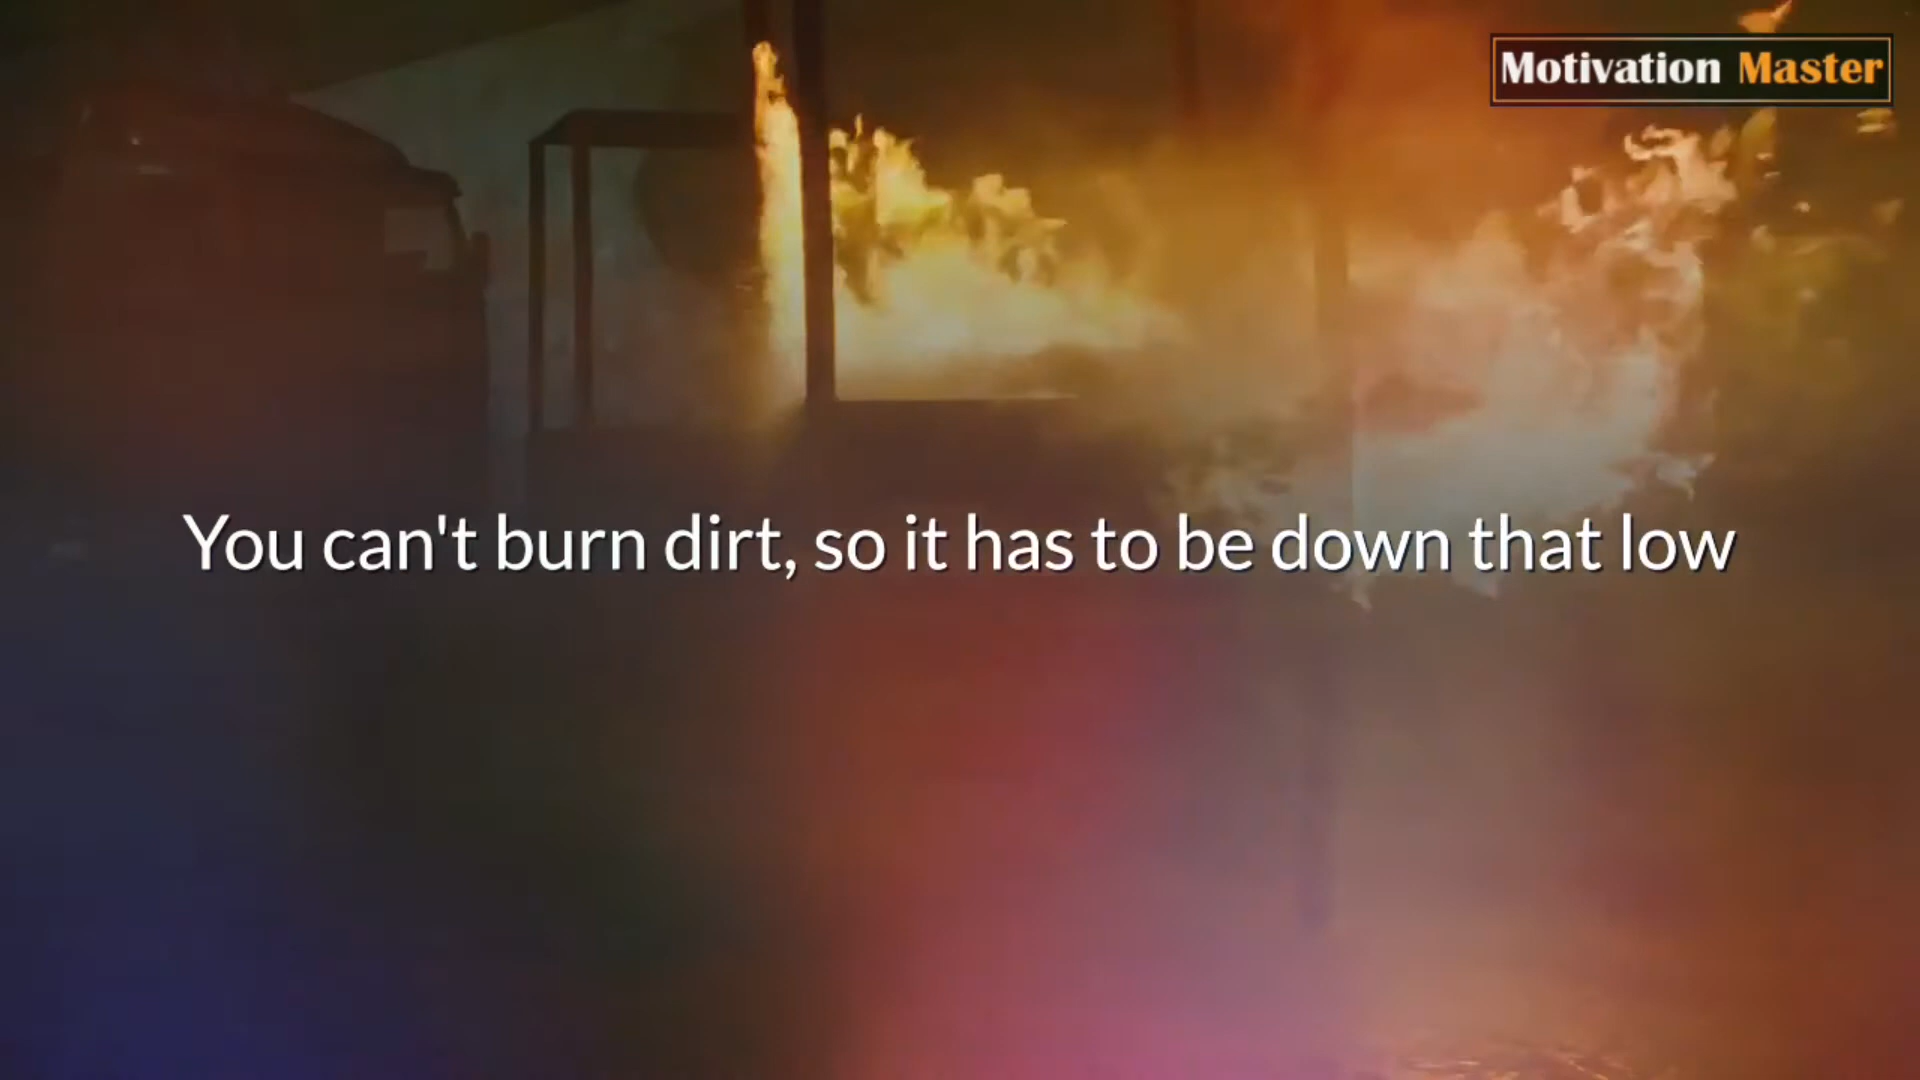 Motivation Master
You can't burn dirt, so it has to be down that low